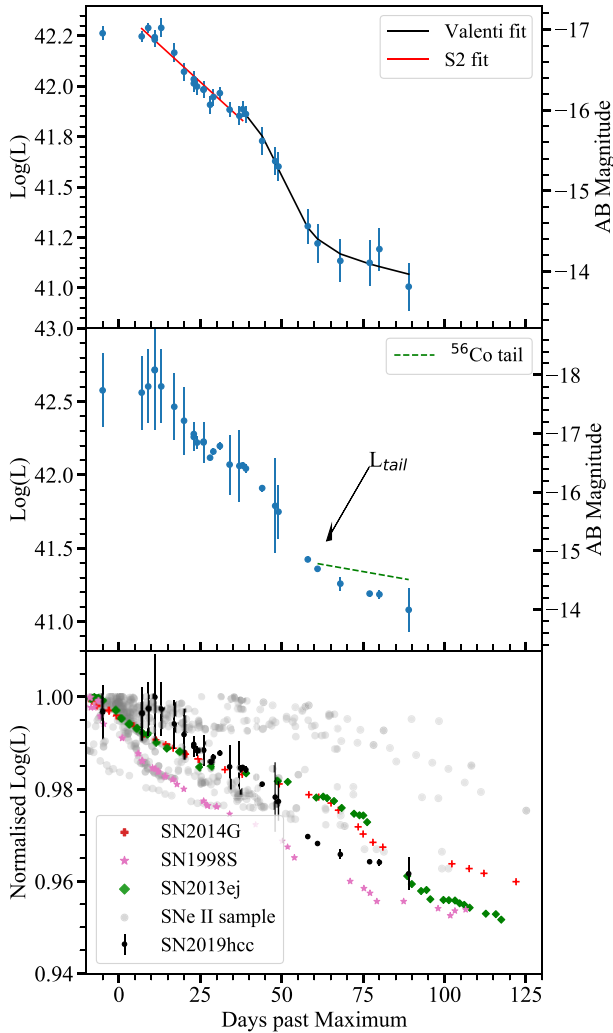 42.2
42.0
41.8
41.5
41.2
41.0
Log(L)
−17
−16
−15
−14
AB Magnitude
Valenti fit
S2 fit
43.0
42.5
42.0
41.5
41.0
Log(L)
−18
−17
−16
−15
−14
AB Magnitude
⁵⁶Co tail
L_tail
1.00
0.98
0.96
0.94
Normalised Log(L)
SN2014G
SN1998S
SN2013ej
SNe II sample
SN2019hcc
0 25 50 75 100 125
Days past Maximum